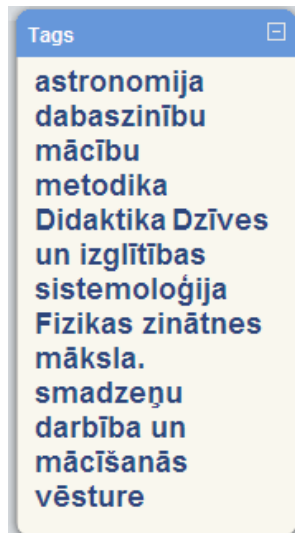 Tags
astronomija
dabaszinību
mācību
metodika
Didaktika Dzīves
un izglītības
sistemoloģija
Fizikas zinātnes
māksla.
smadzeņu
darbība un
mācīšanās
vēsture